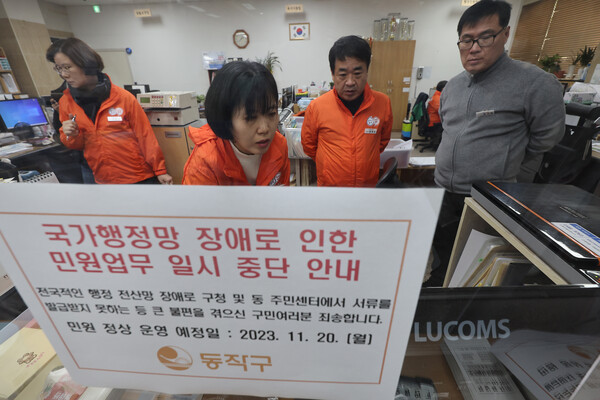 국가행정망 장애로 인한
민원업무 일시 중단 안내
전국적인 행정 전산망 장애로 구청 및 동 주민센터에서 서류를
발급받지 못하는 등 큰 불편을 겪으신 구민여러분 죄송합니다.
민원 정상 운영 예정일 : 2023. 11. 20. (월)
동작구
LUCOMS